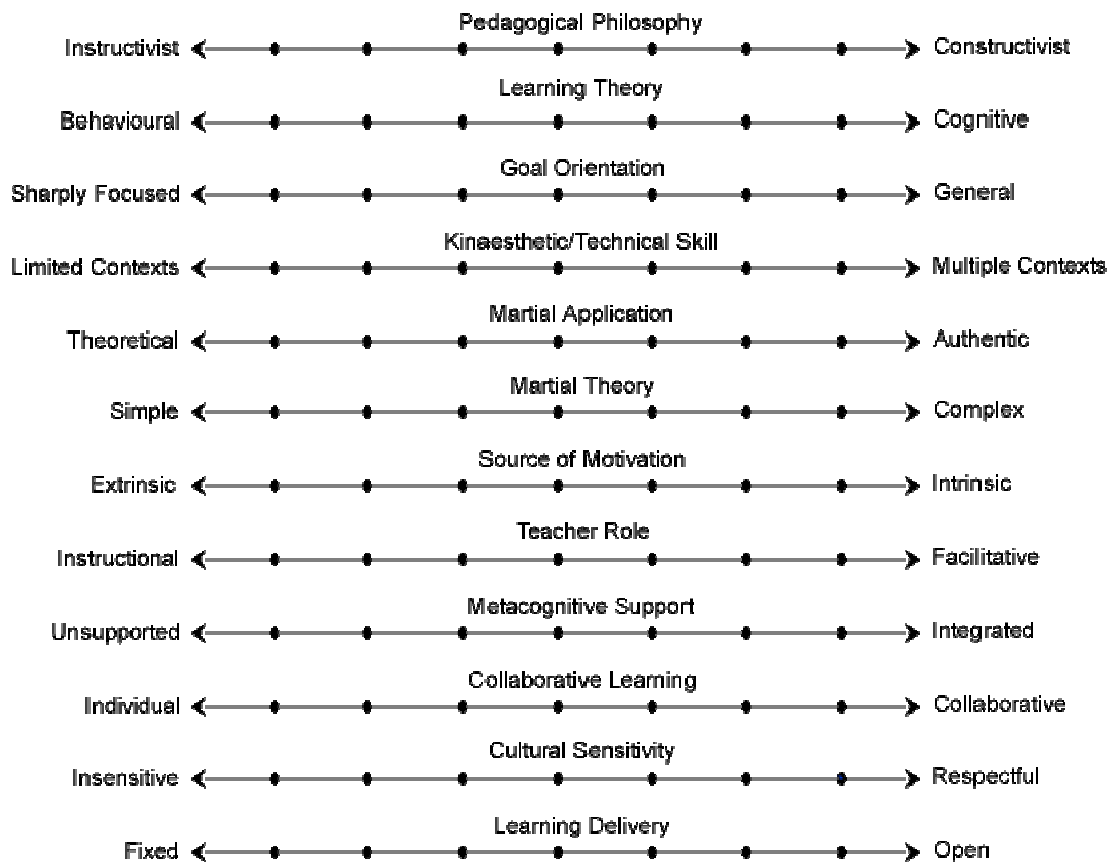 Pedagogical Philosophy
Instructivist Constructivist
Learning Theory
Behavioural Cognitive
Goal Orientation
Sharply Focused General
Kinaesthetic/Technical Skill
Limited Contexts Multiple Contexts
Martial Application
Theoretical Authentic
Martial Theory
Simple Complex
Source of Motivation
Extrinsic Intrinsic
Teacher Role
Instructional Facilitative
Metacognitive Support
Unsupported Integrated
Collaborative Learning
Individual Collaborative
Cultural Sensitivity
Insensitive Respectful
Learning Delivery
Fixed Open